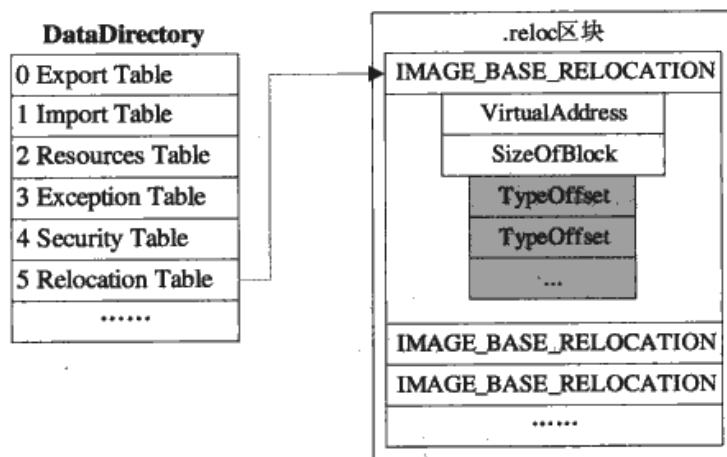 DataDirectory
0 Export Table
1 Import Table
2 Resources Table
3 Exception Table
4 Security Table
5 Relocation Table
……
.reloc区块
IMAGE_BASE_RELOCATION
VirtualAddress
SizeOfBlock
TypeOffset
TypeOffset
...
IMAGE_BASE_RELOCATION
IMAGE_BASE_RELOCATION
……